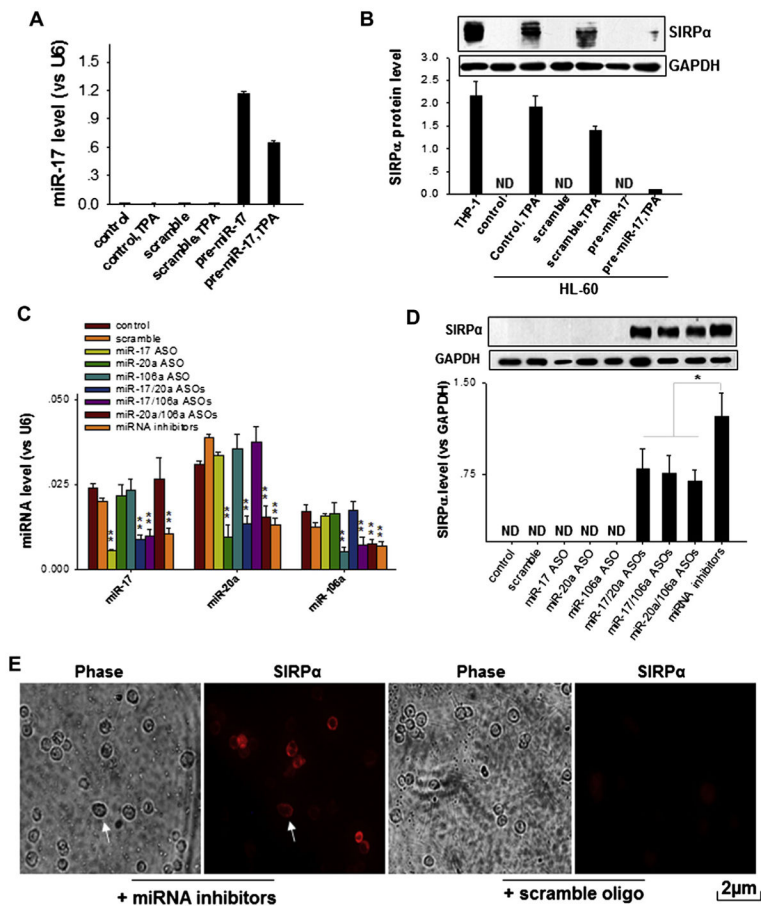 A
miR-17 level (vs U6)
1.5
1.2
.9
.6
.3
0.0
control
control, TPA
scramble
scramble, TPA
pre-miR-17
pre-miR-17, TPA
B
SIRPα
GAPDH
SIRPα protein level
3.0
2.5
2.0
1.5
1.0
0.0
ND
ND
ND
THP-1
control
Control, TPA
scramble
scramble, TPA
pre-miR-17
pre-miR-17, TPA
HL-60
C
control
scramble
miR-17 ASO
miR-20a ASO
miR-106a ASO
miR-17/20a ASOs
miR-17/106a ASOs
miR-20a/106a ASOs
miRNA inhibitors
miRNA level (vs U6)
.050
0.025
0.000
**
**
**
**
**
**
**
**
**
**
**
**
miR-17
miR-20a
miR-106a
D
SIRPα
GAPDH
SIRPα level (vs GAPDH)
1.50
.75
*
ND
ND
ND
ND
ND
control
scramble
miR-17 ASO
miR-20a ASO
miR-106a ASO
miR-17/20a ASOs
miR-17/106a ASOs
miR-20a/106a ASOs
miRNA inhibitors
E
Phase
SIRPα
Phase
SIRPα
+ miRNA inhibitors
+ scramble oligo
2µm